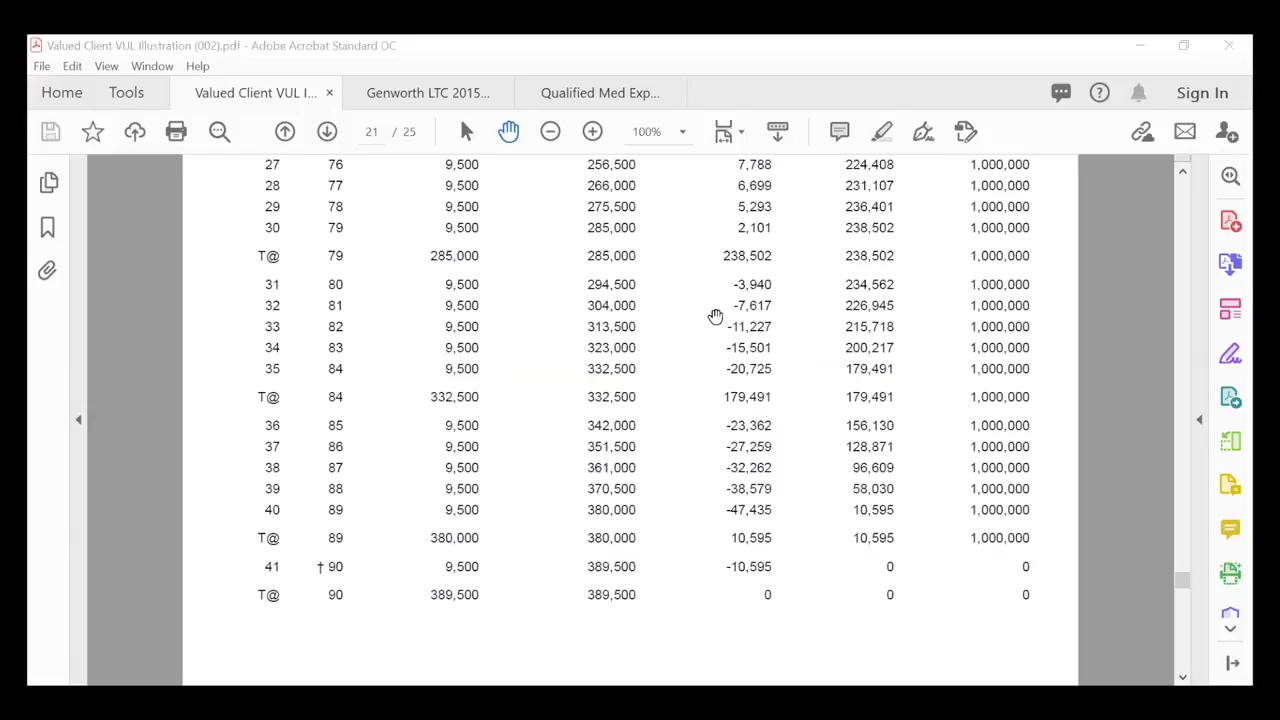 Valued Client VUL Illustration (002).pdf - Adobe Acrobat Standard DC
File Edit View Window Help
Home Tools Valued Client VUL I... × Genworth LTC 2015... Qualified Med Exp... Sign In
21 / 25 100%
27 76 9,500 256,500 7,788 224,408 1,000,000
28 77 9,500 266,000 6,699 231,107 1,000,000
29 78 9,500 275,500 5,293 236,401 1,000,000
30 79 9,500 285,000 2,101 238,502 1,000,000
T@ 79 285,000 285,000 238,502 238,502 1,000,000
31 80 9,500 294,500 -3,940 234,562 1,000,000
32 81 9,500 304,000 -7,617 226,945 1,000,000
33 82 9,500 313,500 -11,227 215,718 1,000,000
34 83 9,500 323,000 -15,501 200,217 1,000,000
35 84 9,500 332,500 -20,725 179,491 1,000,000
T@ 84 332,500 332,500 179,491 179,491 1,000,000
36 85 9,500 342,000 -23,362 156,130 1,000,000
37 86 9,500 351,500 -27,259 128,871 1,000,000
38 87 9,500 361,000 -32,262 96,609 1,000,000
39 88 9,500 370,500 -38,579 58,030 1,000,000
40 89 9,500 380,000 -47,435 10,595 1,000,000
T@ 89 380,000 380,000 10,595 10,595 1,000,000
41 † 90 9,500 389,500 -10,595 0 0
T@ 90 389,500 389,500 0 0 0